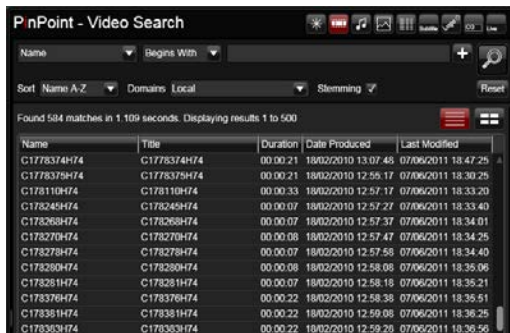 PinPoint - Video Search
Name Begins With
Sort Name A-Z Domains Local Stemming Reset
Found 584 matches in 1.109 seconds. Displaying results 1 to 500
Name Title Duration Date Produced Last Modified
C1778374H74 C1778374H74 00:00:21 18/02/2010 13:07:48 07/06/2011 18:47:25
C1778375H74 C1778375H74 00:00:21 18/02/2010 12:55:17 07/06/2011 18:30:25
C178110H74 C178110H74 00:00:33 18/02/2010 12:57:17 07/06/2011 18:33:20
C178245H74 C178245H74 00:00:07 18/02/2010 12:57:27 07/06/2011 18:33:40
C178268H74 C178268H74 00:00:07 18/02/2010 12:57:37 07/06/2011 18:34:01
C178270H74 C178270H74 00:00:08 18/02/2010 12:57:47 07/06/2011 18:34:25
C178278H74 C178278H74 00:00:07 18/02/2010 12:57:58 07/06/2011 18:34:40
C178280H74 C178280H74 00:00:08 18/02/2010 12:58:08 07/06/2011 18:35:06
C178281H74 C178281H74 00:00:07 18/02/2010 12:58:18 07/06/2011 18:35:21
C178376H74 C178376H74 00:00:22 18/02/2010 12:58:38 07/06/2011 18:35:51
C178381H74 C178381H74 00:00:22 18/02/2010 12:59:08 07/06/2011 18:36:25
C178383H74 C178383H74 00:00:22 18/02/2010 12:59:28 07/06/2011 18:36:56